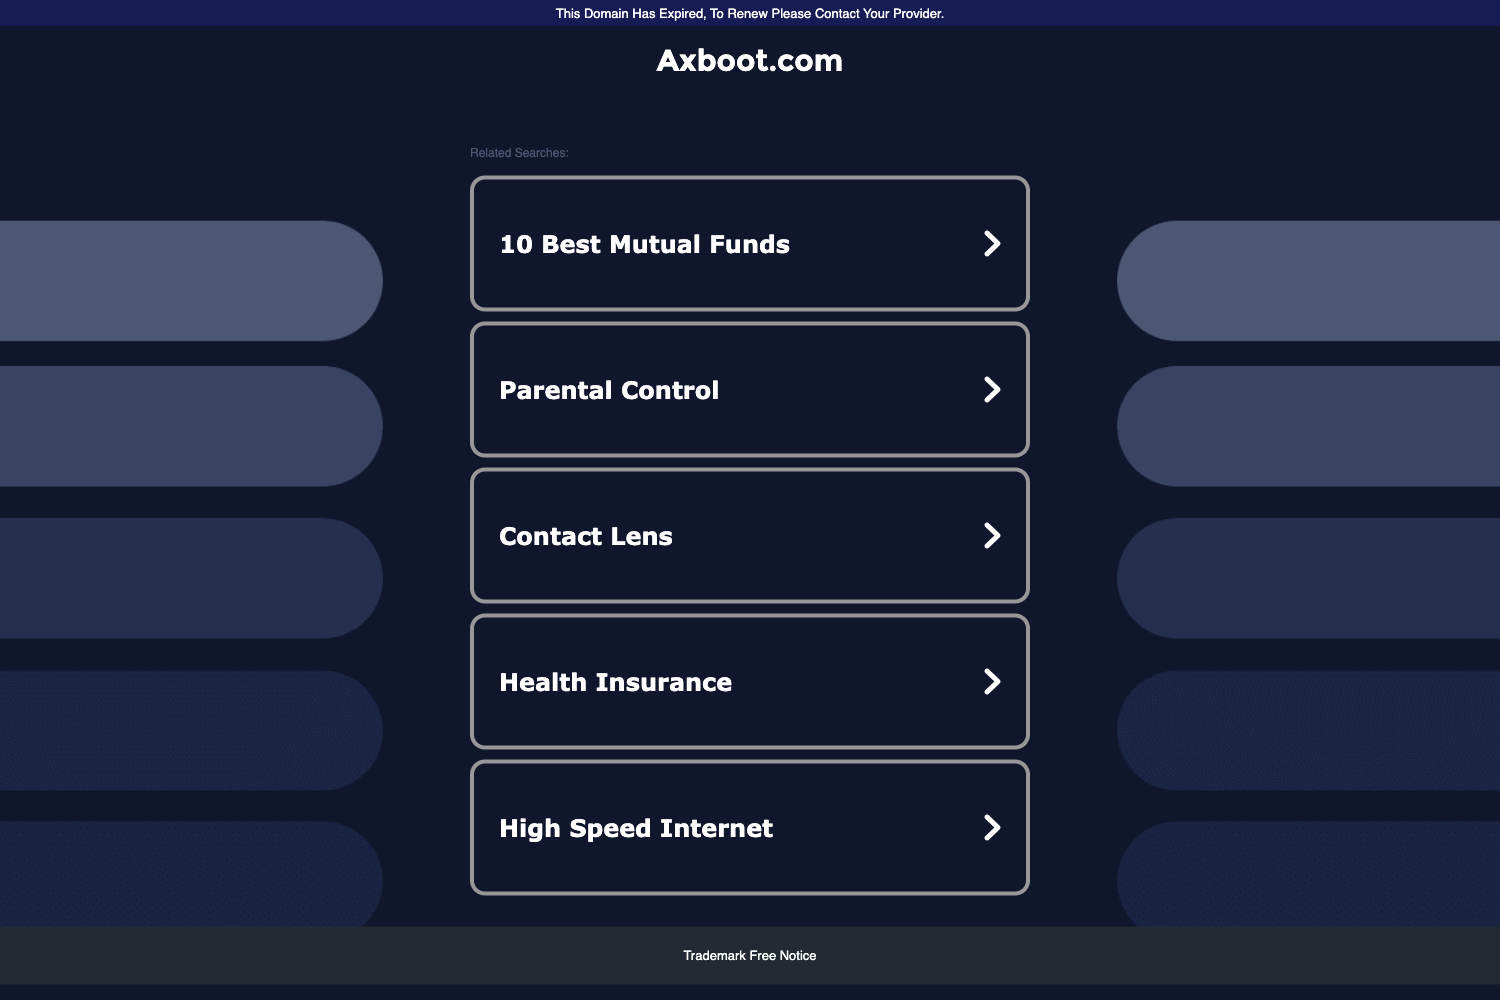 This Domain Has Expired, To Renew Please Contact Your Provider.
Axboot.com
Related Searches:
10 Best Mutual Funds
Parental Control
Contact Lens
Health Insurance
High Speed Internet
Trademark Free Notice